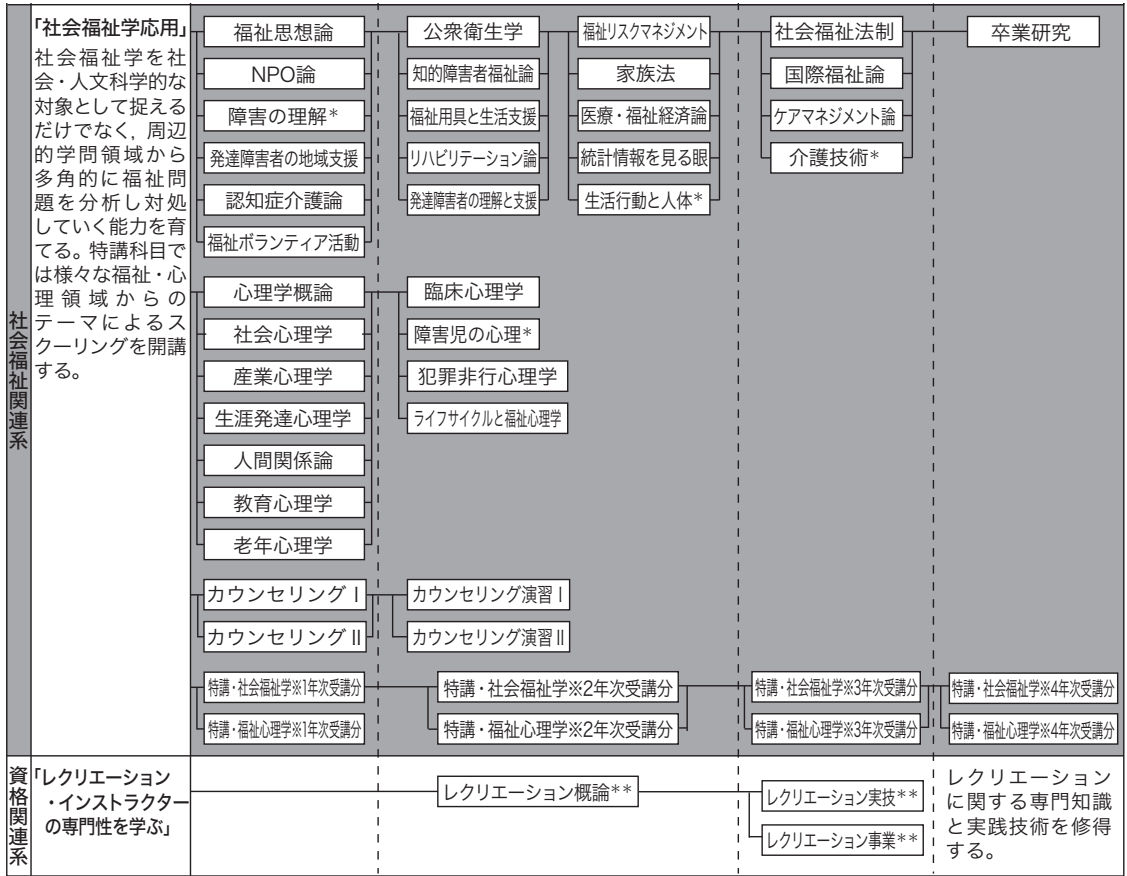 社会福祉関連系
「社会福祉学応用」
社会福祉学を社
会・人文科学的な
対象として捉える
だけでなく，周辺
的学問領域から
多角的に福祉問
題を分析し対処
していく能力を育
てる。特講科目で
は様々な福祉・心
理領域からの
テーマによるス
クーリングを開講
する。
福祉思想論
NPO論
障害の理解*
発達障害者の地域支援
認知症介護論
福祉ボランティア活動
公衆衛生学
知的障害者福祉論
福祉用具と生活支援
リハビリテーション論
発達障害者の理解と支援
福祉リスクマネジメント
家族法
医療・福祉経済論
統計情報を見る眼
生活行動と人体*
社会福祉法制
国際福祉論
ケアマネジメント論
介護技術*
卒業研究
心理学概論
社会心理学
産業心理学
生涯発達心理学
人間関係論
教育心理学
老年心理学
臨床心理学
障害児の心理*
犯罪非行心理学
ライフサイクルと福祉心理学
カウンセリングⅠ
カウンセリングⅡ
カウンセリング演習Ⅰ
カウンセリング演習Ⅱ
特講・社会福祉学※1年次受講分
特講・福祉心理学※1年次受講分
特講・社会福祉学※2年次受講分
特講・福祉心理学※2年次受講分
特講・社会福祉学※3年次受講分
特講・福祉心理学※3年次受講分
特講・社会福祉学※4年次受講分
特講・福祉心理学※4年次受講分
資格関連系
「レクリエーション
・インストラクター
の専門性を学ぶ」
レクリエーション概論**
レクリエーション実技**
レクリエーション事業**
レクリエーション
に関する専門知識
と実践技術を修得
する。